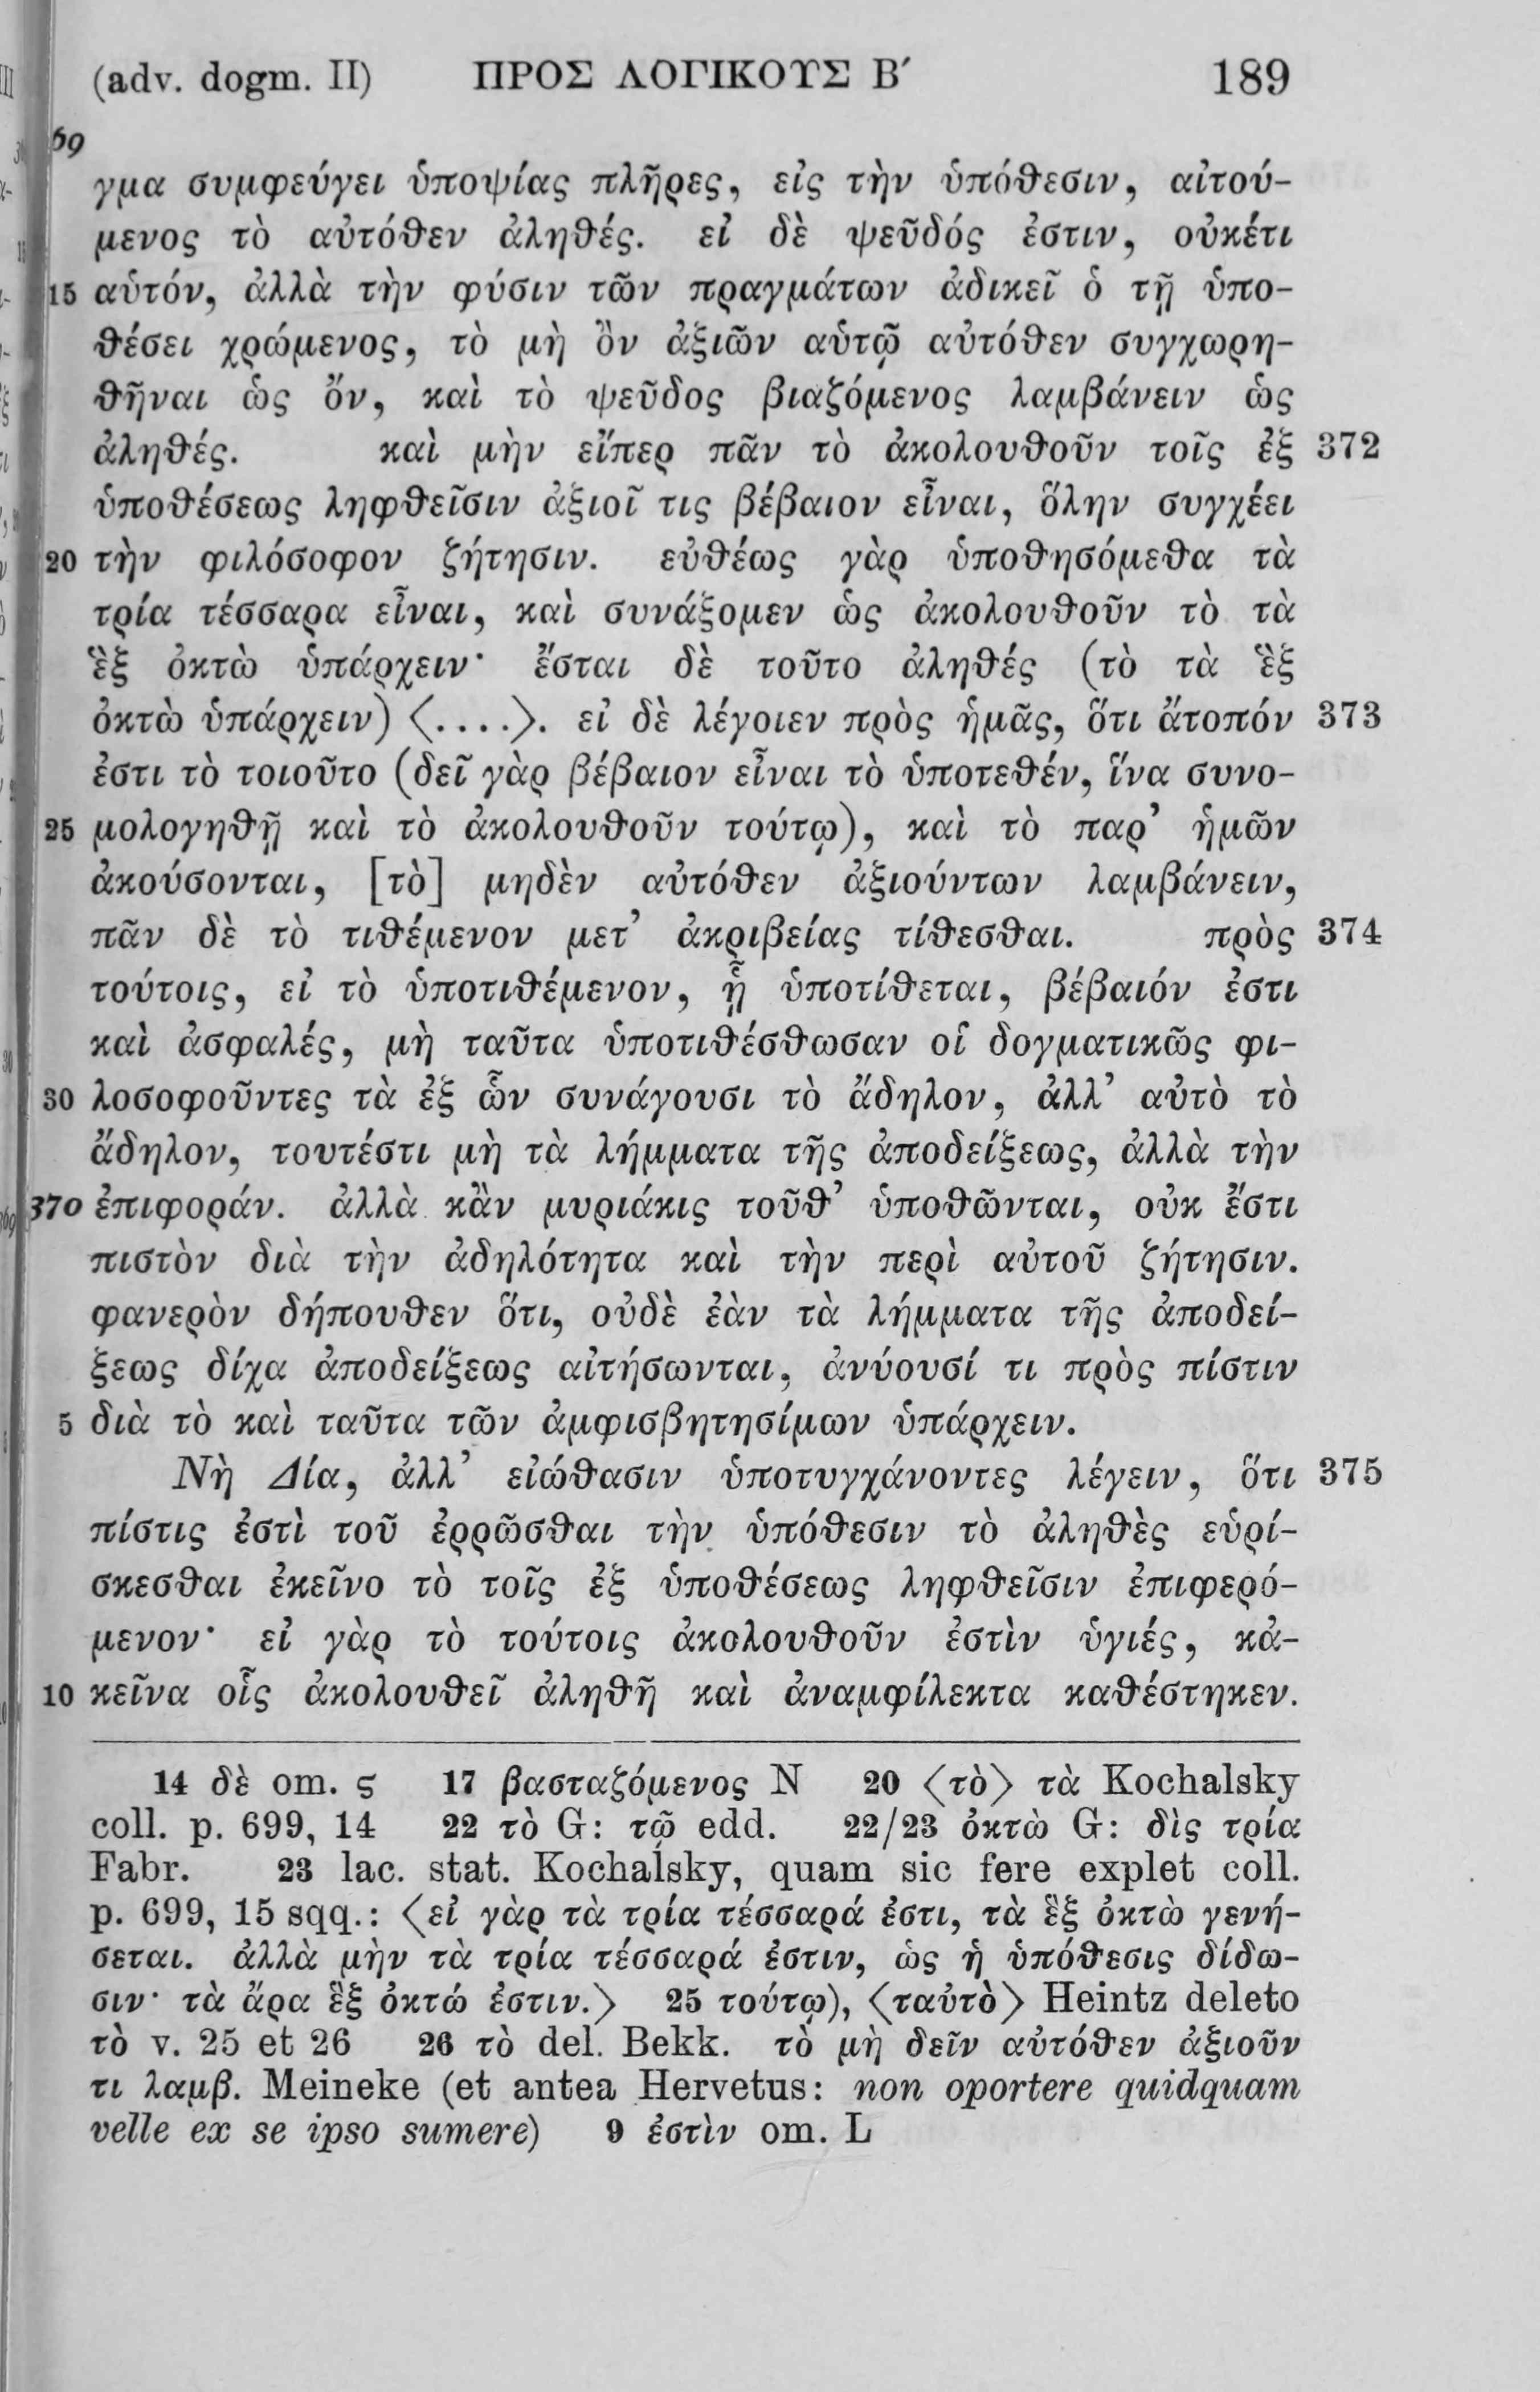 (adv. dogm. II) ΠΡΟΣ ΛΟΓΙΚΟΥΣ Β′ 189
69
γμα συμφεύγει ὑποψίας πλῆρες, εἰς τὴν ὑπόθεσιν, αἰτού-
μενος τὸ αὐτόθεν ἀληθές. εἰ δὲ ψεῦδός ἐστιν, οὐκέτι
15 αὑτόν, ἀλλὰ τὴν φύσιν τῶν πραγμάτων ἀδικεῖ ὁ τῇ ὑπο-
θέσει χρώμενος, τὸ μὴ ὂν ἀξιῶν αὑτῷ αὐτόθεν συγχωρη-
θῆναι ὡς ὄν, καὶ τὸ ψεῦδος βιαζόμενος λαμβάνειν ὡς
ἀληθές. καὶ μὴν εἴπερ πᾶν τὸ ἀκολουθοῦν τοῖς ἐξ 372
ὑποθέσεως ληφθεῖσιν ἀξιοῖ τις βέβαιον εἶναι, ὅλην συγχέει
20 τὴν φιλόσοφον ζήτησιν. εὐθέως γὰρ ὑποθησόμεθα τὰ
τρία τέσσαρα εἶναι, καὶ συνάξομεν ὡς ἀκολουθοῦν τὸ τὰ
ἓξ ὀκτὼ ὑπάρχειν· ἔσται δὲ τοῦτο ἀληθές (τὸ τὰ ἓξ
ὀκτὼ ὑπάρχειν) ⟨....⟩. εἰ δὲ λέγοιεν πρὸς ἡμᾶς, ὅτι ἄτοπόν 373
ἐστι τὸ τοιοῦτο (δεῖ γὰρ βέβαιον εἶναι τὸ ὑποτεθέν, ἵνα συνο-
25 μολογηθῇ καὶ τὸ ἀκολουθοῦν τούτῳ), καὶ τὸ παρ’ ἡμῶν
ἀκούσονται, [τὸ] μηδὲν αὐτόθεν ἀξιούντων λαμβάνειν,
πᾶν δὲ τὸ τιθέμενον μετ’ ἀκριβείας τίθεσθαι. πρὸς 374
τούτοις, εἰ τὸ ὑποτιθέμενον, ᾗ ὑποτίθεται, βέβαιόν ἐστι
καὶ ἀσφαλές, μὴ ταῦτα ὑποτιθέσθωσαν οἱ δογματικῶς φι-
30 λοσοφοῦντες τὰ ἐξ ὧν συνάγουσι τὸ ἄδηλον, ἀλλ’ αὐτὸ τὸ
ἄδηλον, τουτέστι μὴ τὰ λήμματα τῆς ἀποδείξεως, ἀλλὰ τὴν
370 ἐπιφοράν. ἀλλὰ κἂν μυριάκις τοῦθ’ ὑποθῶνται, οὐκ ἔστι
πιστὸν διὰ τὴν ἀδηλότητα καὶ τὴν περὶ αὐτοῦ ζήτησιν.
φανερὸν δήπουθεν ὅτι, οὐδὲ ἐὰν τὰ λήμματα τῆς ἀποδεί-
ξεως δίχα ἀποδείξεως αἰτήσωνται, ἀνύουσί τι πρὸς πίστιν
5 διὰ τὸ καὶ ταῦτα τῶν ἀμφισβητησίμων ὑπάρχειν.
Νὴ Δία, ἀλλ’ εἰώθασιν ὑποτυγχάνοντες λέγειν, ὅτι 375
πίστις ἐστὶ τοῦ ἐρρῶσθαι τὴν ὑπόθεσιν τὸ ἀληθὲς εὑρί-
σκεσθαι ἐκεῖνο τὸ τοῖς ἐξ ὑποθέσεως ληφθεῖσιν ἐπιφερό-
μενον· εἰ γὰρ τὸ τούτοις ἀκολουθοῦν ἐστὶν ὑγιές, κἀ-
10 κεῖνα οἷς ἀκολουθεῖ ἀληθῆ καὶ ἀναμφίλεκτα καθέστηκεν.
14 δὲ om. ς 17 βασταζόμενος N 20 ⟨τὸ⟩ τὰ Kochalsky
coll. p. 699, 14 22 τὸ G: τῷ edd. 22/23 ὀκτὼ G: δὶς τρία
Fabr. 23 lac. stat. Kochalsky, quam sic fere explet coll.
p. 699, 15 sqq.: ⟨εἰ γὰρ τὰ τρία τέσσαρά ἐστι, τὰ ἓξ ὀκτὼ γενή-
σεται. ἀλλὰ μὴν τὰ τρία τέσσαρά ἐστιν, ὡς ἡ ὑπόθεσις δίδω-
σιν· τὰ ἄρα ἓξ ὀκτώ ἐστιν.⟩ 25 τούτῳ), ⟨ταὐτὸ⟩ Heintz deleto
τὸ v. 25 et 26 26 τὸ del. Bekk. τὸ μὴ δεῖν αὐτόθεν ἀξιοῦν
τι λαμβ. Meineke (et antea Hervetus: non oportere quidquam
velle ex se ipso sumere) 9 ἐστὶν om. L